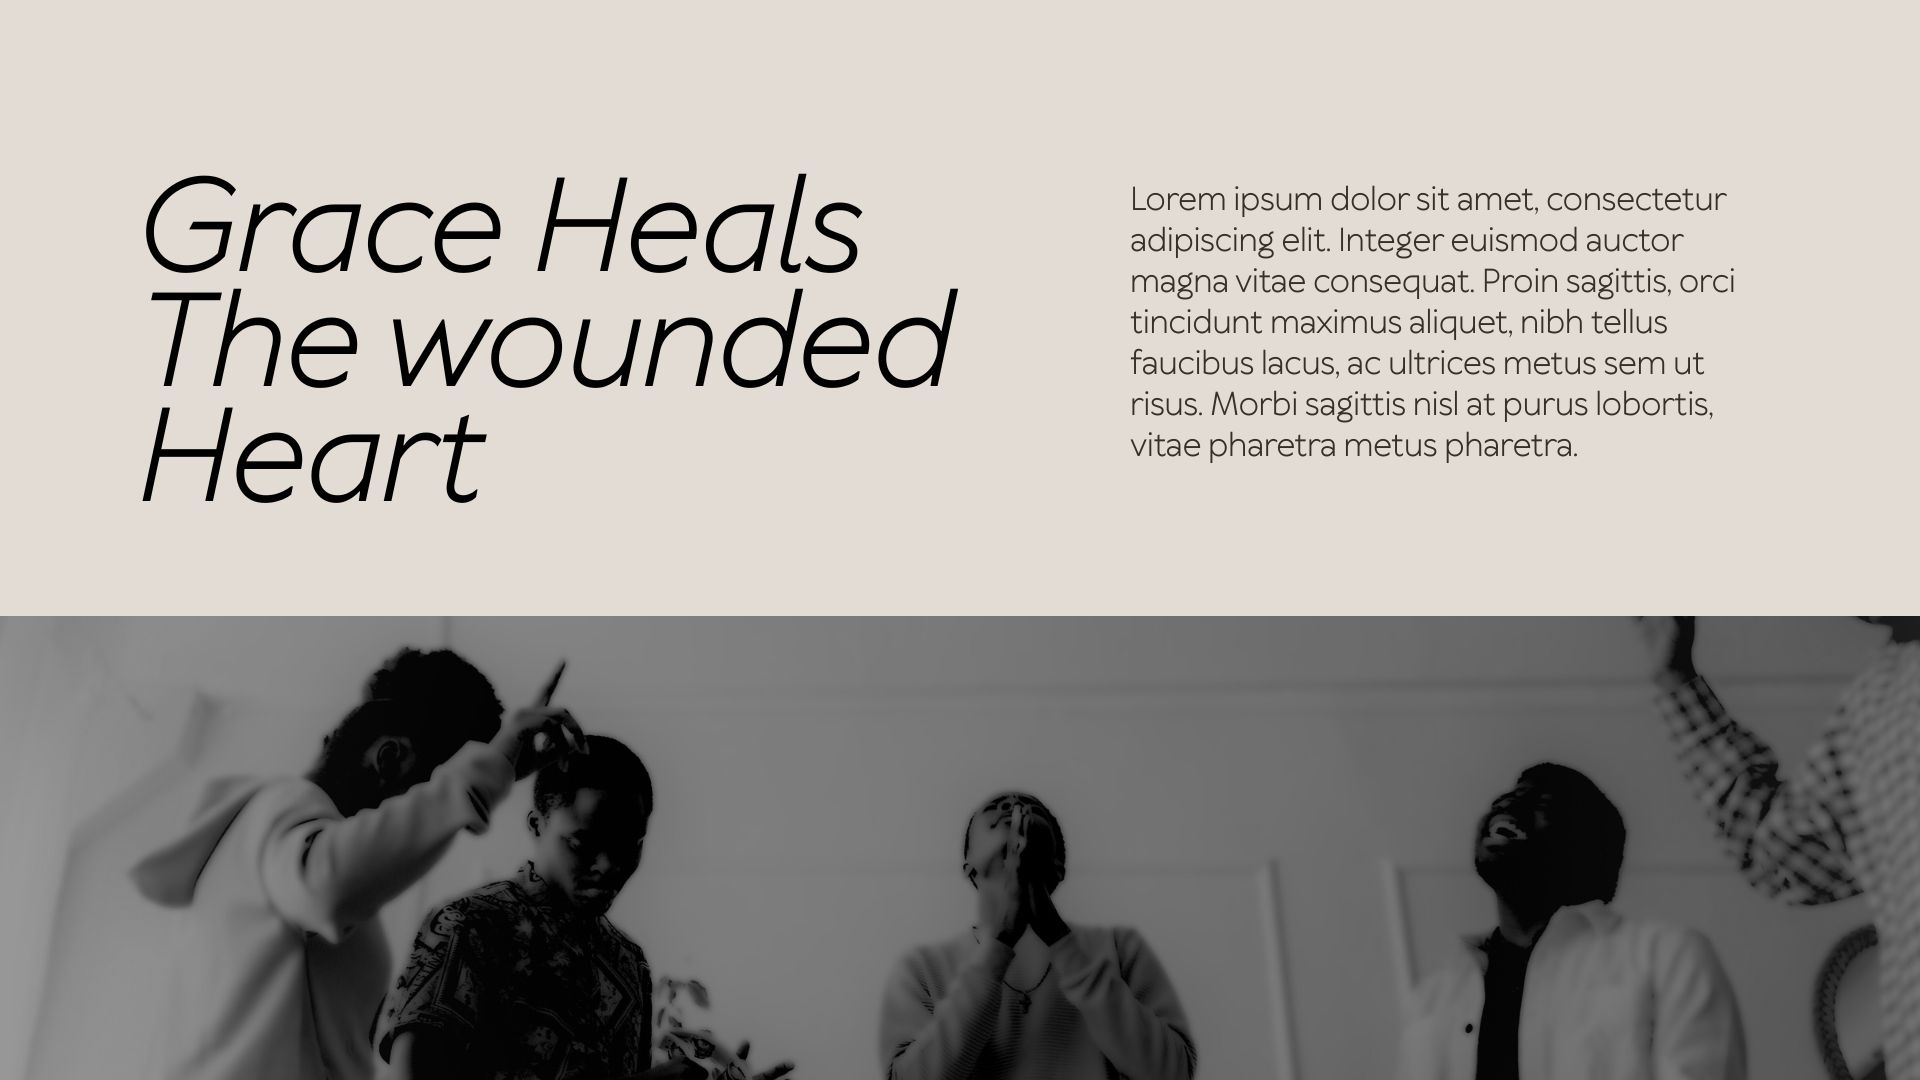 Grace Heals
The wounded
Heart
Lorem ipsum dolor sit amet, consectetur
adipiscing elit. Integer euismod auctor
magna vitae consequat. Proin sagittis, orci
tincidunt maximus aliquet, nibh tellus
faucibus lacus, ac ultrices metus sem ut
risus. Morbi sagittis nisl at purus lobortis,
vitae pharetra metus pharetra.